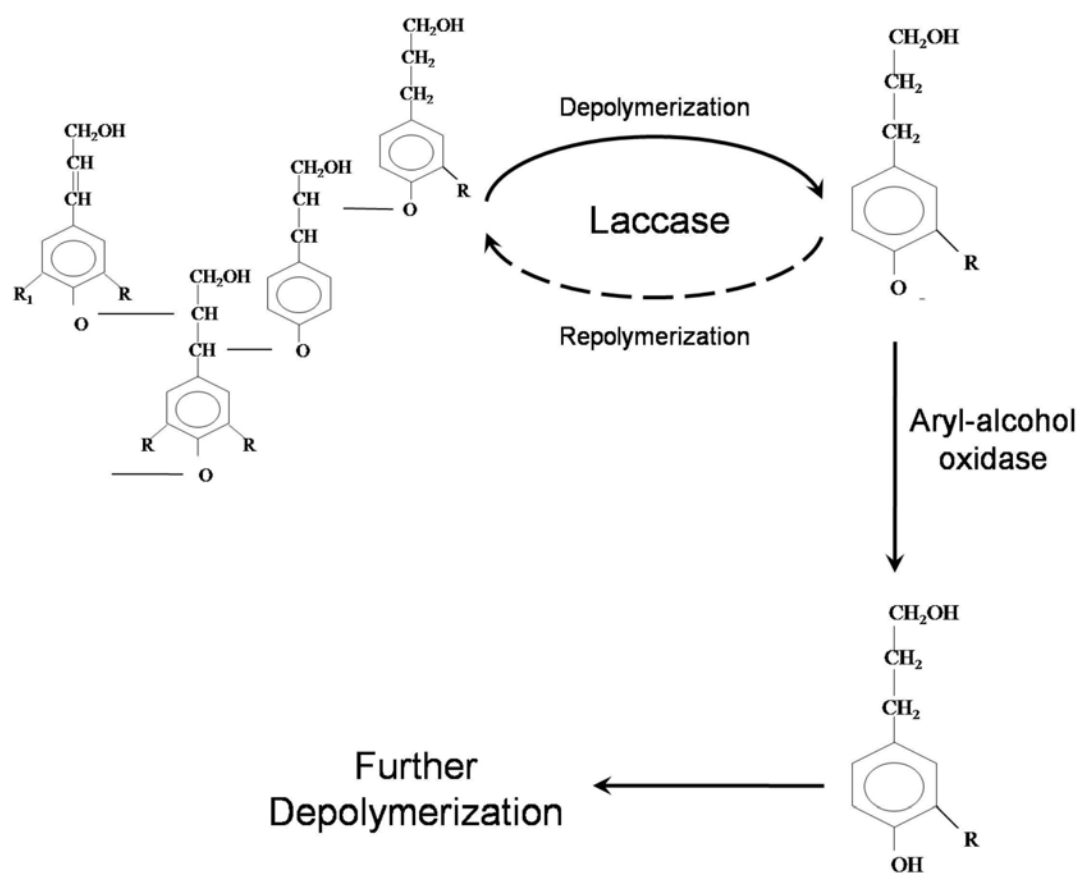 CH₂OH
CH₂
CH₂
R
O
CH₂OH
CH
CH
O
CH₂OH
CH
CH
R₁
R
O
CH₂OH
CH
CH
R
R
O
Depolymerization
Laccase
Repolymerization
CH₂OH
CH₂
CH₂
R
O -
Aryl-alcohol
oxidase
CH₂OH
CH₂
CH₂
R
OH
Further
Depolymerization